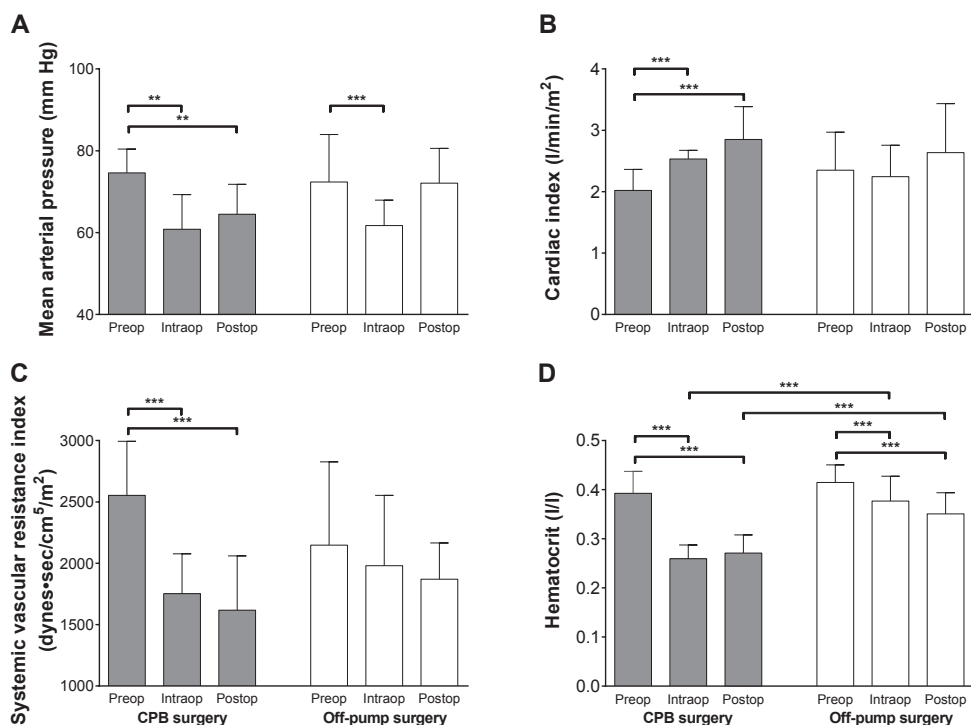 A
Mean arterial pressure (mm Hg)
100
80
60
40
**
**
***
Preop Intraop Postop Preop Intraop Postop
B
Cardiac index (l/min/m²)
4
3
2
1
0
***
***
Preop Intraop Postop Preop Intraop Postop
C
Systemic vascular resistance index
(dynes•sec/cm⁵/m²)
3000
2500
2000
1500
1000
***
***
Preop Intraop Postop Preop Intraop Postop
CPB surgery Off-pump surgery
D
Hematocrit (l/l)
0.5
0.4
0.3
0.2
0.1
0.0
***
***
***
***
***
***
Preop Intraop Postop Preop Intraop Postop
CPB surgery Off-pump surgery